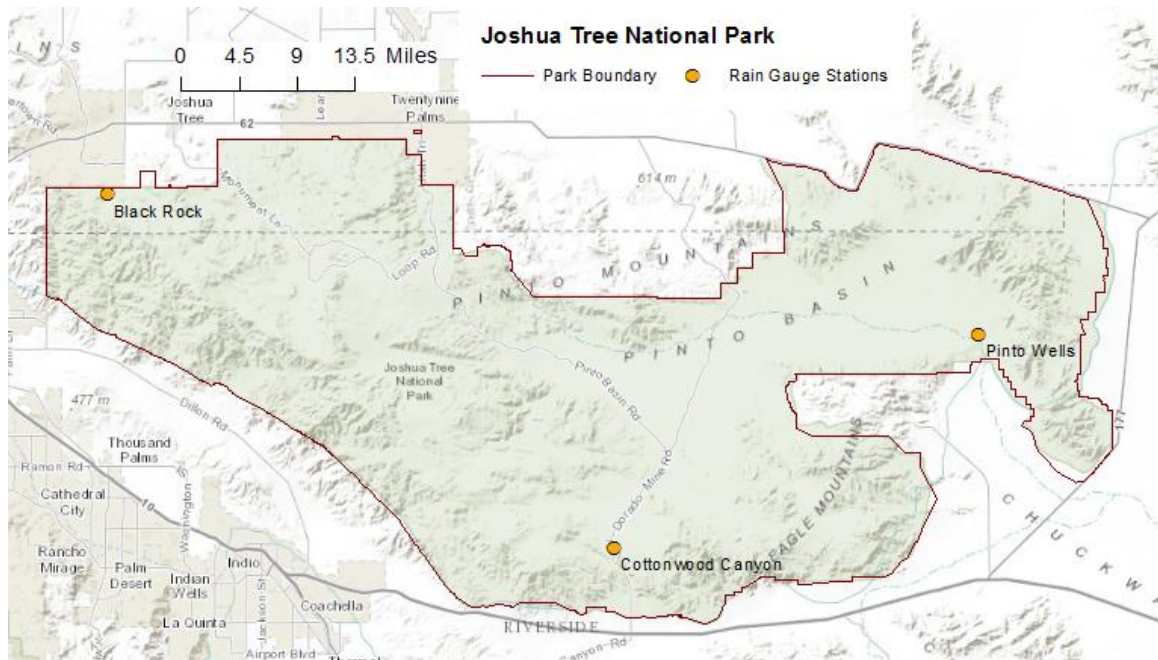 Joshua Tree National Park
Park Boundary
Rain Gauge Stations
0 4.5 9 13.5 Miles
Joshua
Tree
Twentynine
Palms
62
Black Rock
614 m
Loop Rd
PINTO MOUNTAINS
PINTO BASIN
Pinto Wells
Joshua Tree
National
Park
Pinto Basin Rd
477 m
Dillon Rd
177
Thousand
Palms
Ramon Rd
Cathedral
City
Washington
10
Dorado Mine Rd
EAGLE MOUNTAINS
Rancho
Mirage
Palm
Desert
Indian
Wells
Indio
Cottonwood Canyon
Coachella
La Quinta
Jackson St
RIVERSIDE
Airport Blvd